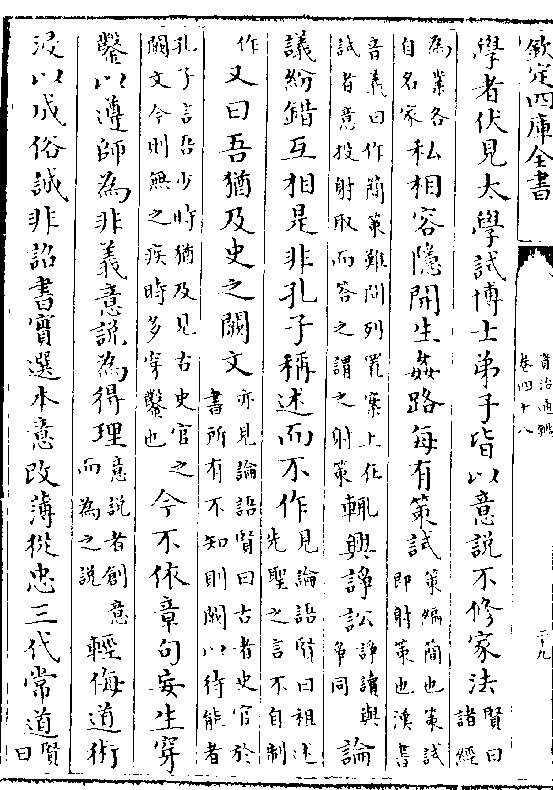 欽定四庫全書
資治通鑑
卷四十八
二十九
學者伏見太學試博士弟子皆以意說不修家法賢曰諸經
為業各自名家私相容隱開生姦路每有策試策編簡也策試即射策也漢書
音義曰作簡策難問列置案上在試者意投射取而答之謂之射策輒興諍訟諍讀與爭同論
議紛錯互相是非孔子稱述而不作見論語賢曰祖述先聖之言不自制
作又曰吾猶及史之闕文亦見論語賢曰古者史官於書所有不知則闕以待能者
孔子言吾少時猶及見古史官之闕文今則無之疾時多穿鑿也今不依章句妄生穿
鑿以遵師為非義意說為得理意說者創意而為之說輕侮道術
浸以成俗誠非詔書實選本意改薄從忠三代常道賢曰